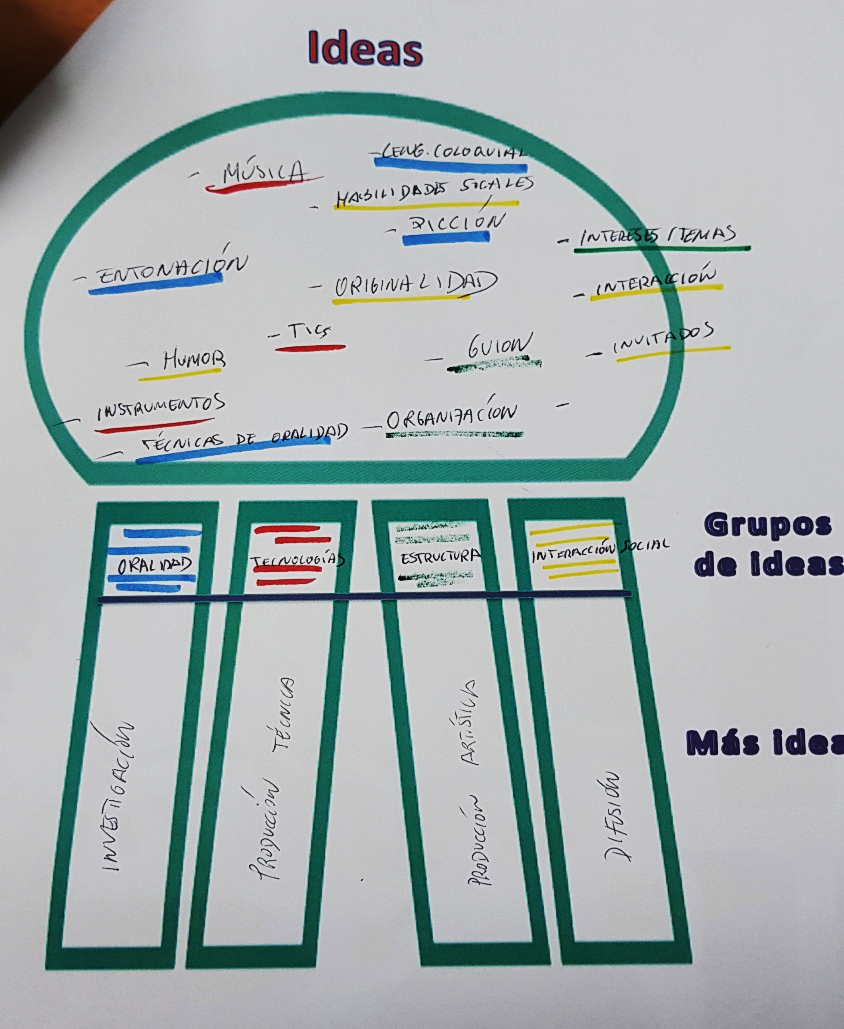 Ideas
- LENG. COLOQUIAL
- MÚSICA
- HABILIDADES SOCIALES
- DICCIÓN
- INTERESES/TEMAS
- ENTONACIÓN
- ORIGINALIDAD
- INTERACCIÓN
- TICs
- GUION
- INVITADOS
- HUMOR
- INSTRUMENTOS
- ORGANIZACIÓN
-
- TÉCNICAS DE ORALIDAD
Grupos
de ideas
ORALIDAD
TECNOLOGÍAS
ESTRUCTURA
INTERACCIÓN SOCIAL
Más idea
INVESTIGACIÓN
PRODUCCIÓN TÉCNICA
PRODUCCIÓN ARTÍSTICA
DIFUSIÓN